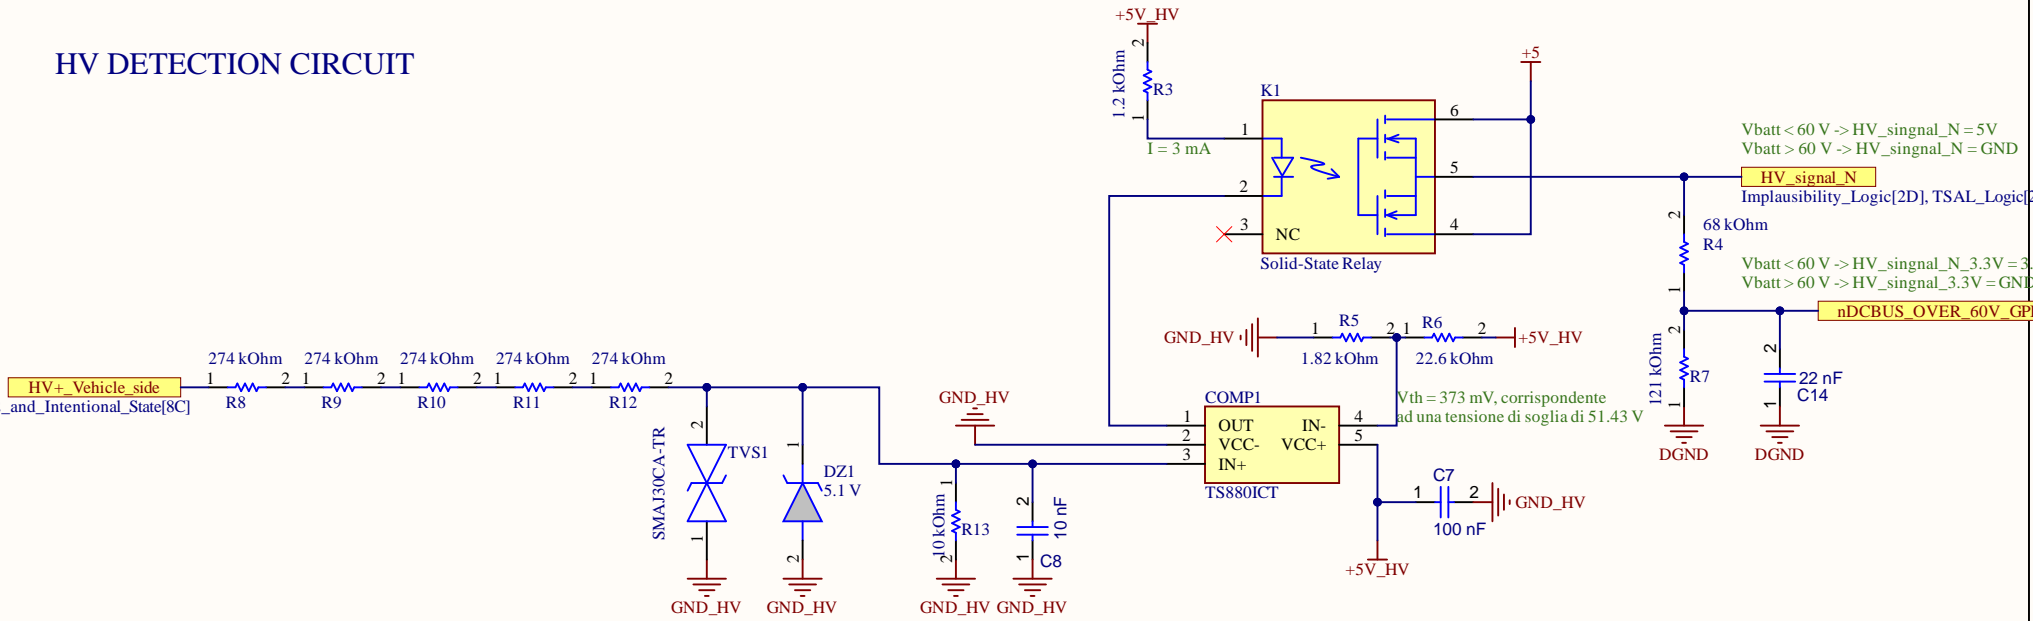 HV DETECTION CIRCUIT
+5V_HV
2
1.2 kOhm
R3
1
I = 3 mA
K1
1
2
3
NC
6
5
4
Solid-State Relay
+5
Vbatt < 60 V -> HV_singnal_N = 5V
Vbatt > 60 V -> HV_singnal_N = GND
HV_signal_N
Implausibility_Logic[2D], TSAL_Logic[2
2
68 kOhm
R4
1
Vbatt < 60 V -> HV_singnal_N_3.3V = 3.
Vbatt > 60 V -> HV_singnal_3.3V = GND
nDCBUS_OVER_60V_GPI
2
121 kOhm
R7
1
DGND
2
22 nF
C14
1
DGND
GND_HV
1
R5
2
1.82 kOhm
1
R6
2
22.6 kOhm
+5V_HV
Vth = 373 mV, corrispondente
ad una tensione di soglia di 51.43 V
HV+_Vehicle_side
_and_Intentional_State[8C]
274 kOhm
1
2
R8
274 kOhm
1
2
R9
274 kOhm
1
2
R10
274 kOhm
1
2
R11
274 kOhm
1
2
R12
2
TVS1
SMAJ30CA-TR
1
GND_HV
1
DZ1
5.1 V
2
GND_HV
GND_HV
COMP1
1
OUT
2
VCC-
3
IN+
4
IN-
5
VCC+
TS880ICT
1
10 kOhm
R13
2
GND_HV
2
10 nF
1
C8
GND_HV
C7
1
2
100 nF
GND_HV
+5V_HV